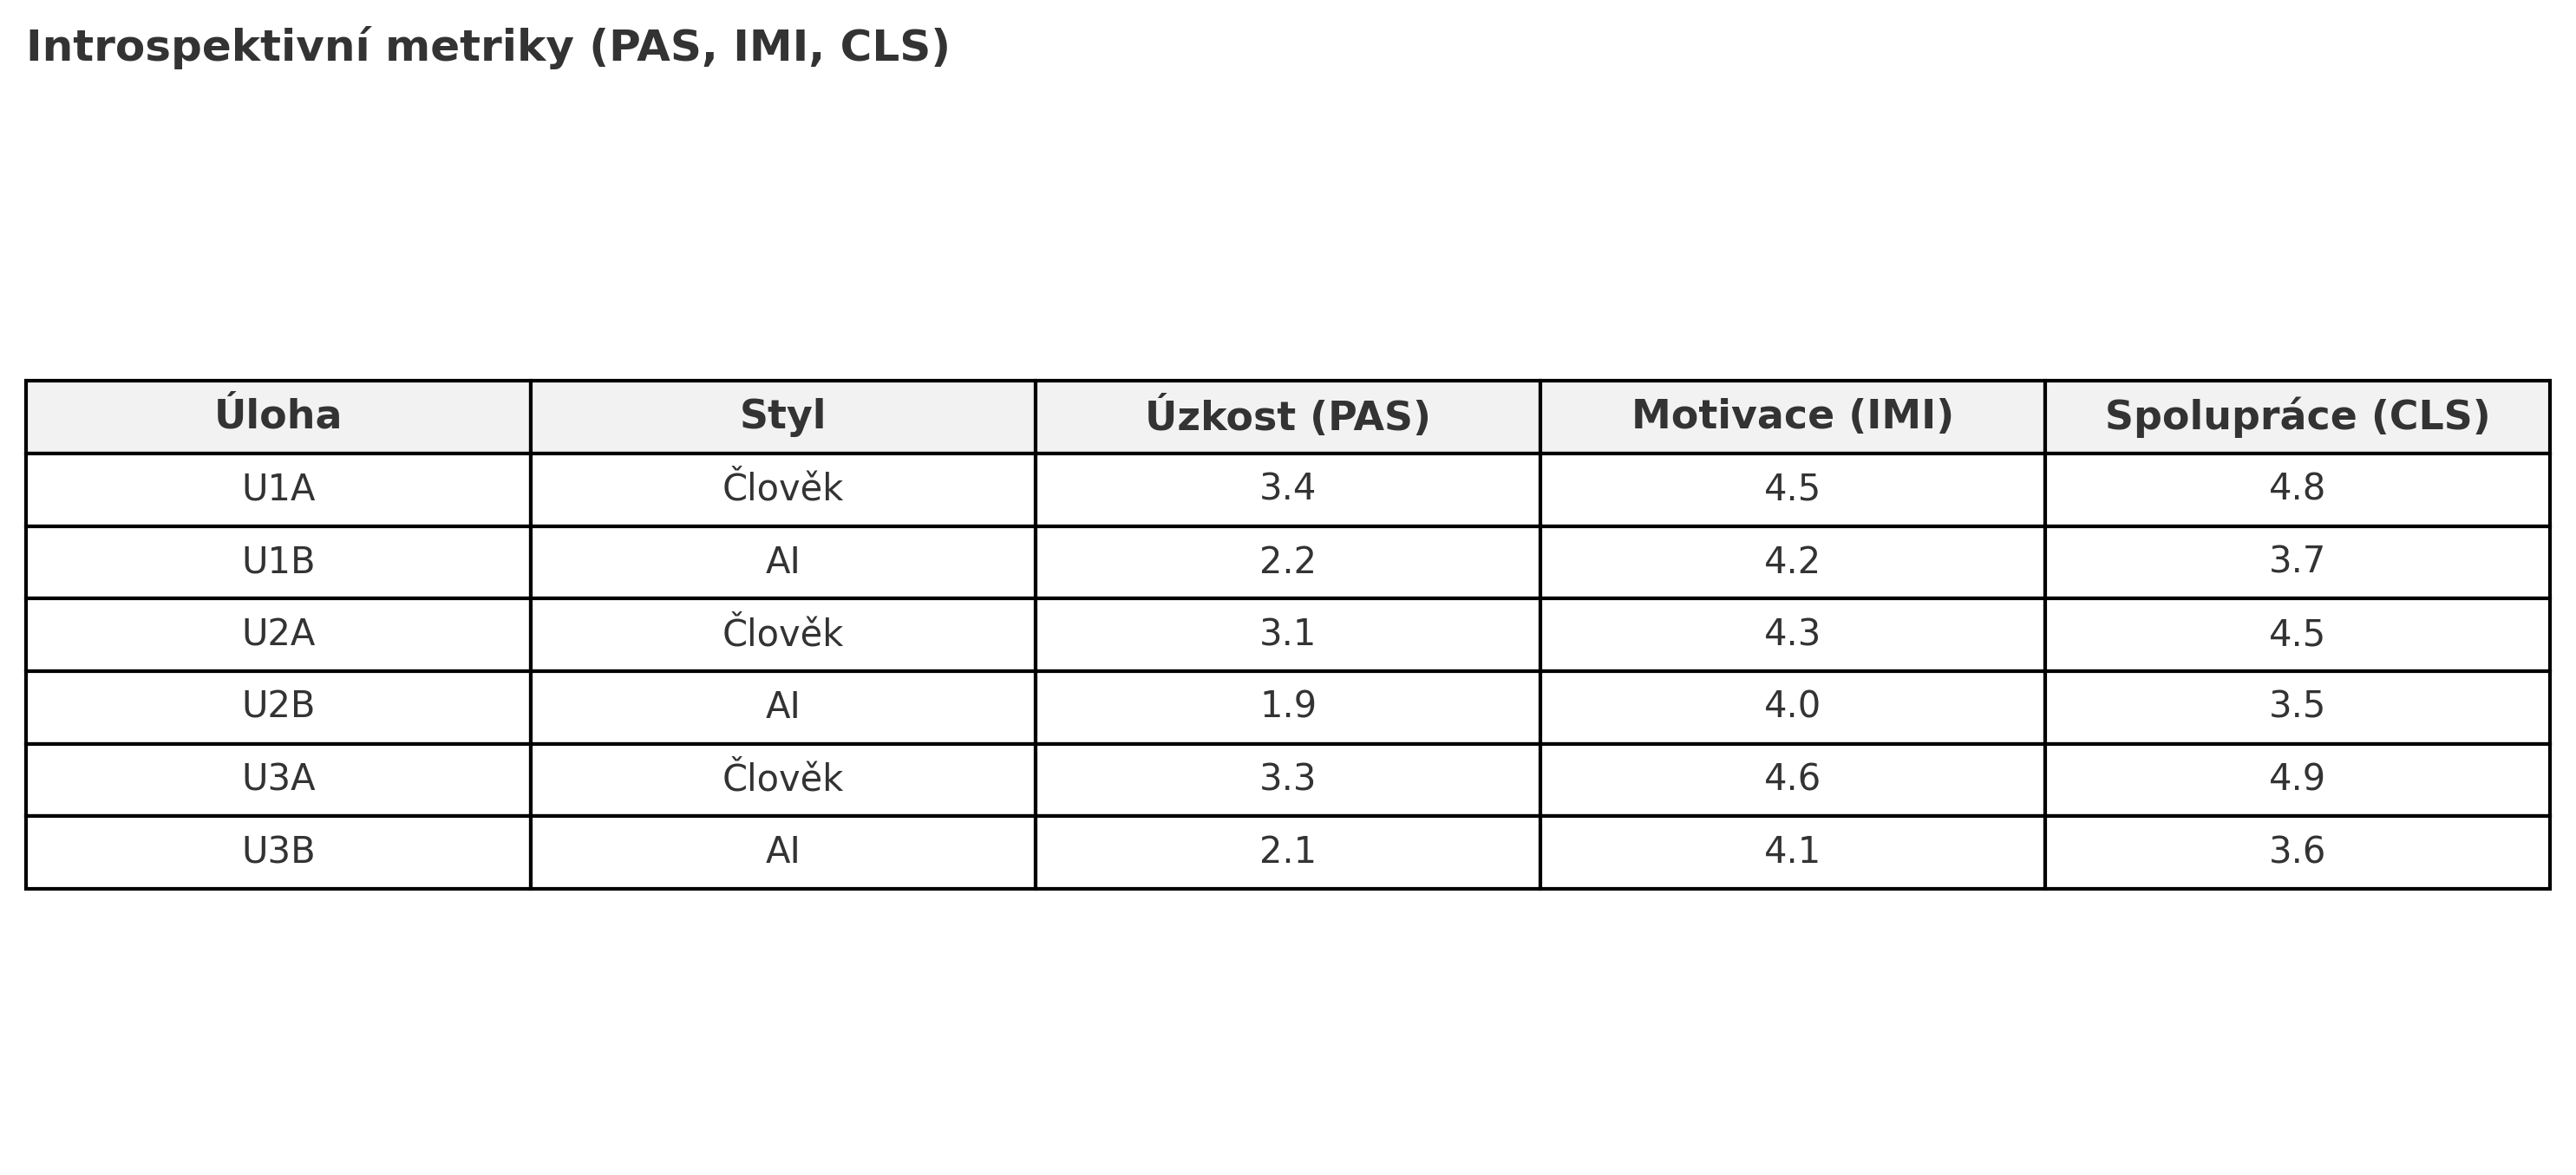 Introspektivní metriky (PAS, IMI, CLS)
Úloha Styl Úzkost (PAS) Motivace (IMI) Spolupráce (CLS)
U1A Člověk 3.4 4.5 4.8
U1B AI 2.2 4.2 3.7
U2A Člověk 3.1 4.3 4.5
U2B AI 1.9 4.0 3.5
U3A Člověk 3.3 4.6 4.9
U3B AI 2.1 4.1 3.6